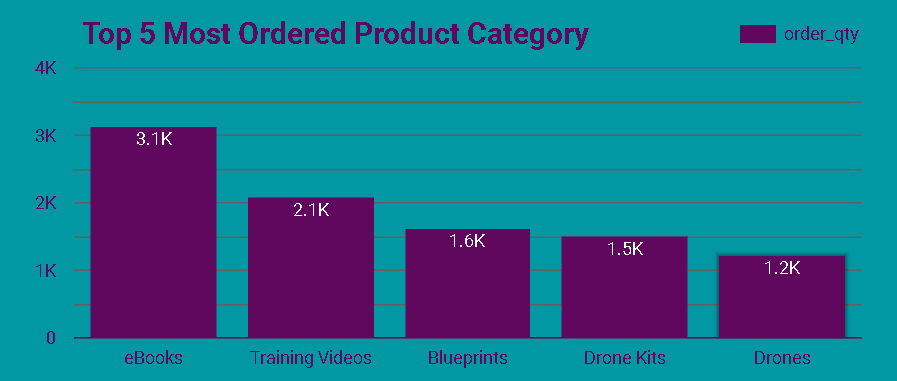 Top 5 Most Ordered Product Category
order_qty
4K
3K
2K
1K
0
3.1K
2.1K
1.6K
1.5K
1.2K
eBooks
Training Videos
Blueprints
Drone Kits
Drones